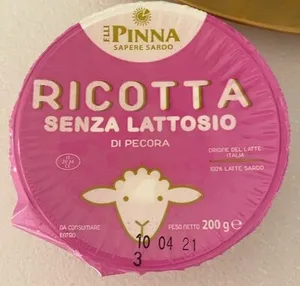 F.LLI PINNA
SAPERE SARDO
RICOTTA
SENZA LATTOSIO
DI PECORA
ORIGINE DEL LATTE
ITALIA
100% LATTE SARDO
DA CONSUMARE
ENTRO
PESO NETTO 200 g e
10 04 21
3